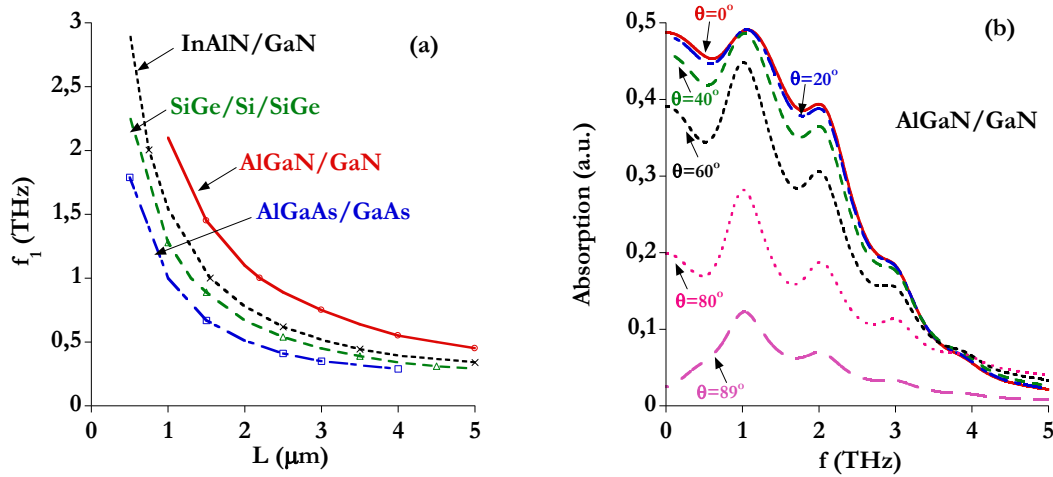 (a)
f1 (THz)
3
2,5
2
1,5
1
0,5
0
InAlN/GaN
SiGe/Si/SiGe
AlGaN/GaN
AlGaAs/GaAs
0 1 2 3 4 5
L (μm)
(b)
Absorption (a.u.)
0,5
0,4
0,3
0,2
0,1
0
θ=0°
θ=20°
θ=40°
AlGaN/GaN
θ=60°
θ=80°
θ=89°
0 1 2 3 4 5
f (THz)